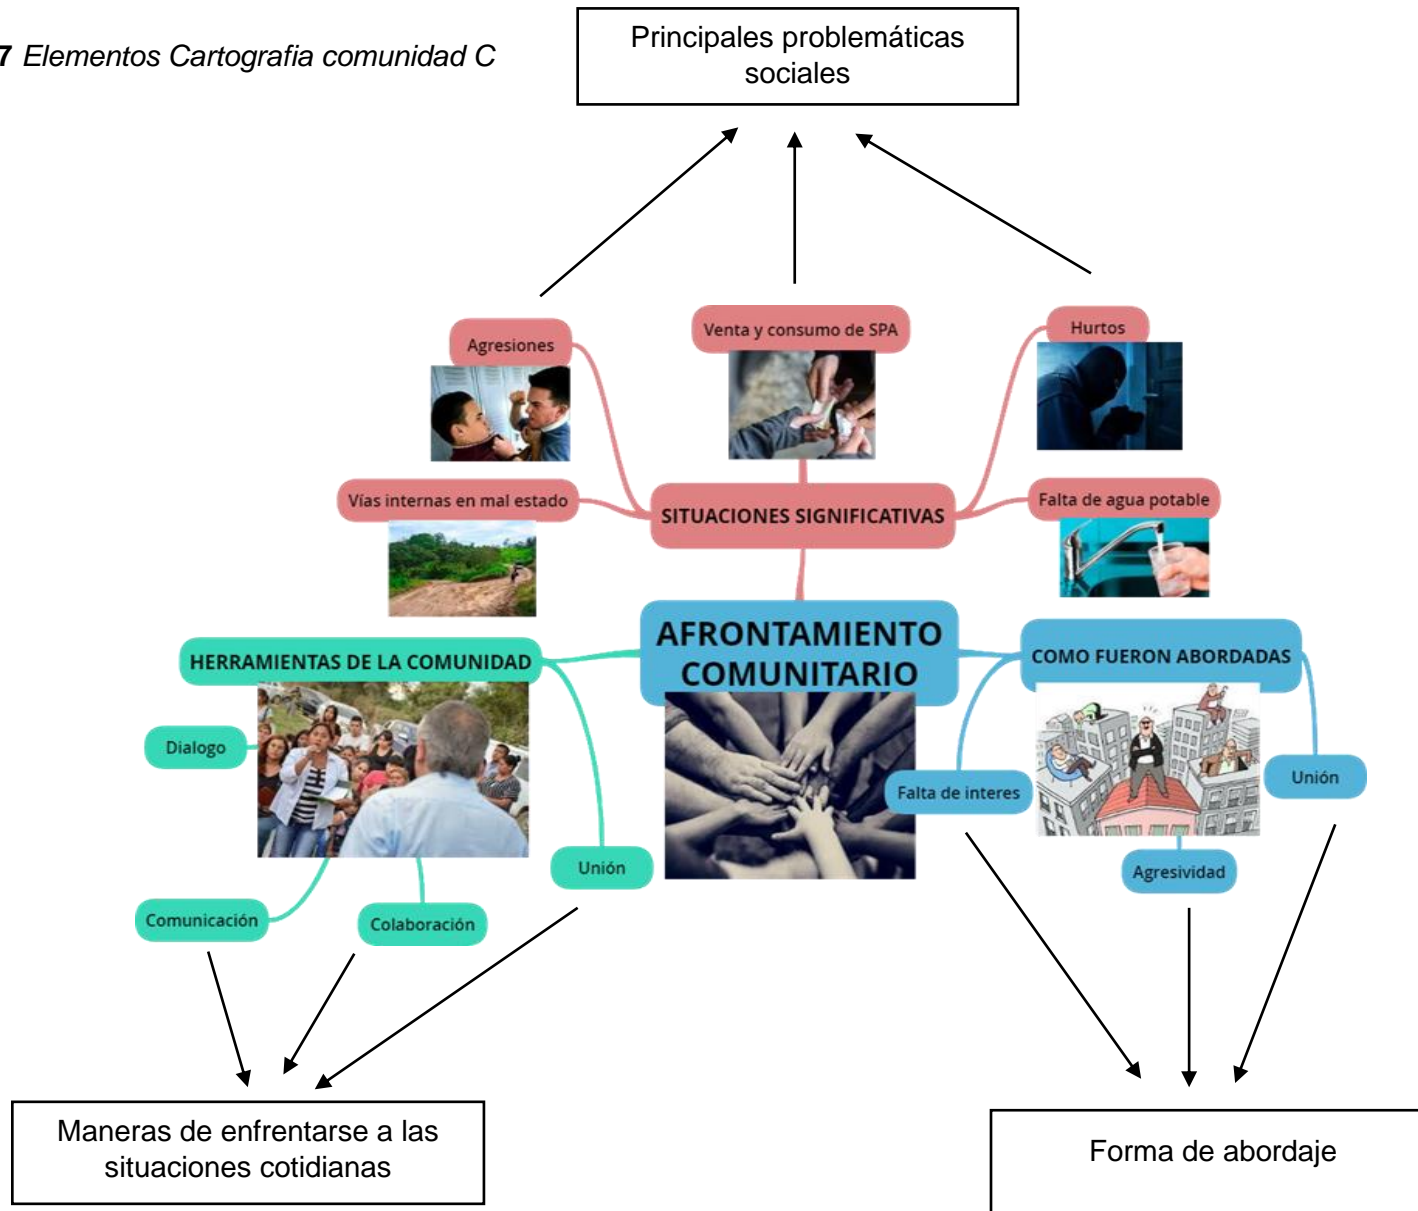 7 Elementos Cartografia comunidad C
Principales problemáticas
sociales
Agresiones
Venta y consumo de SPA
Hurtos
Vías internas en mal estado
SITUACIONES SIGNIFICATIVAS
Falta de agua potable
AFRONTAMIENTO
COMUNITARIO
HERRAMIENTAS DE LA COMUNIDAD
COMO FUERON ABORDADAS
Dialogo
Falta de interes
Unión
Unión
Agresividad
Comunicación
Colaboración
Maneras de enfrentarse a las
situaciones cotidianas
Forma de abordaje